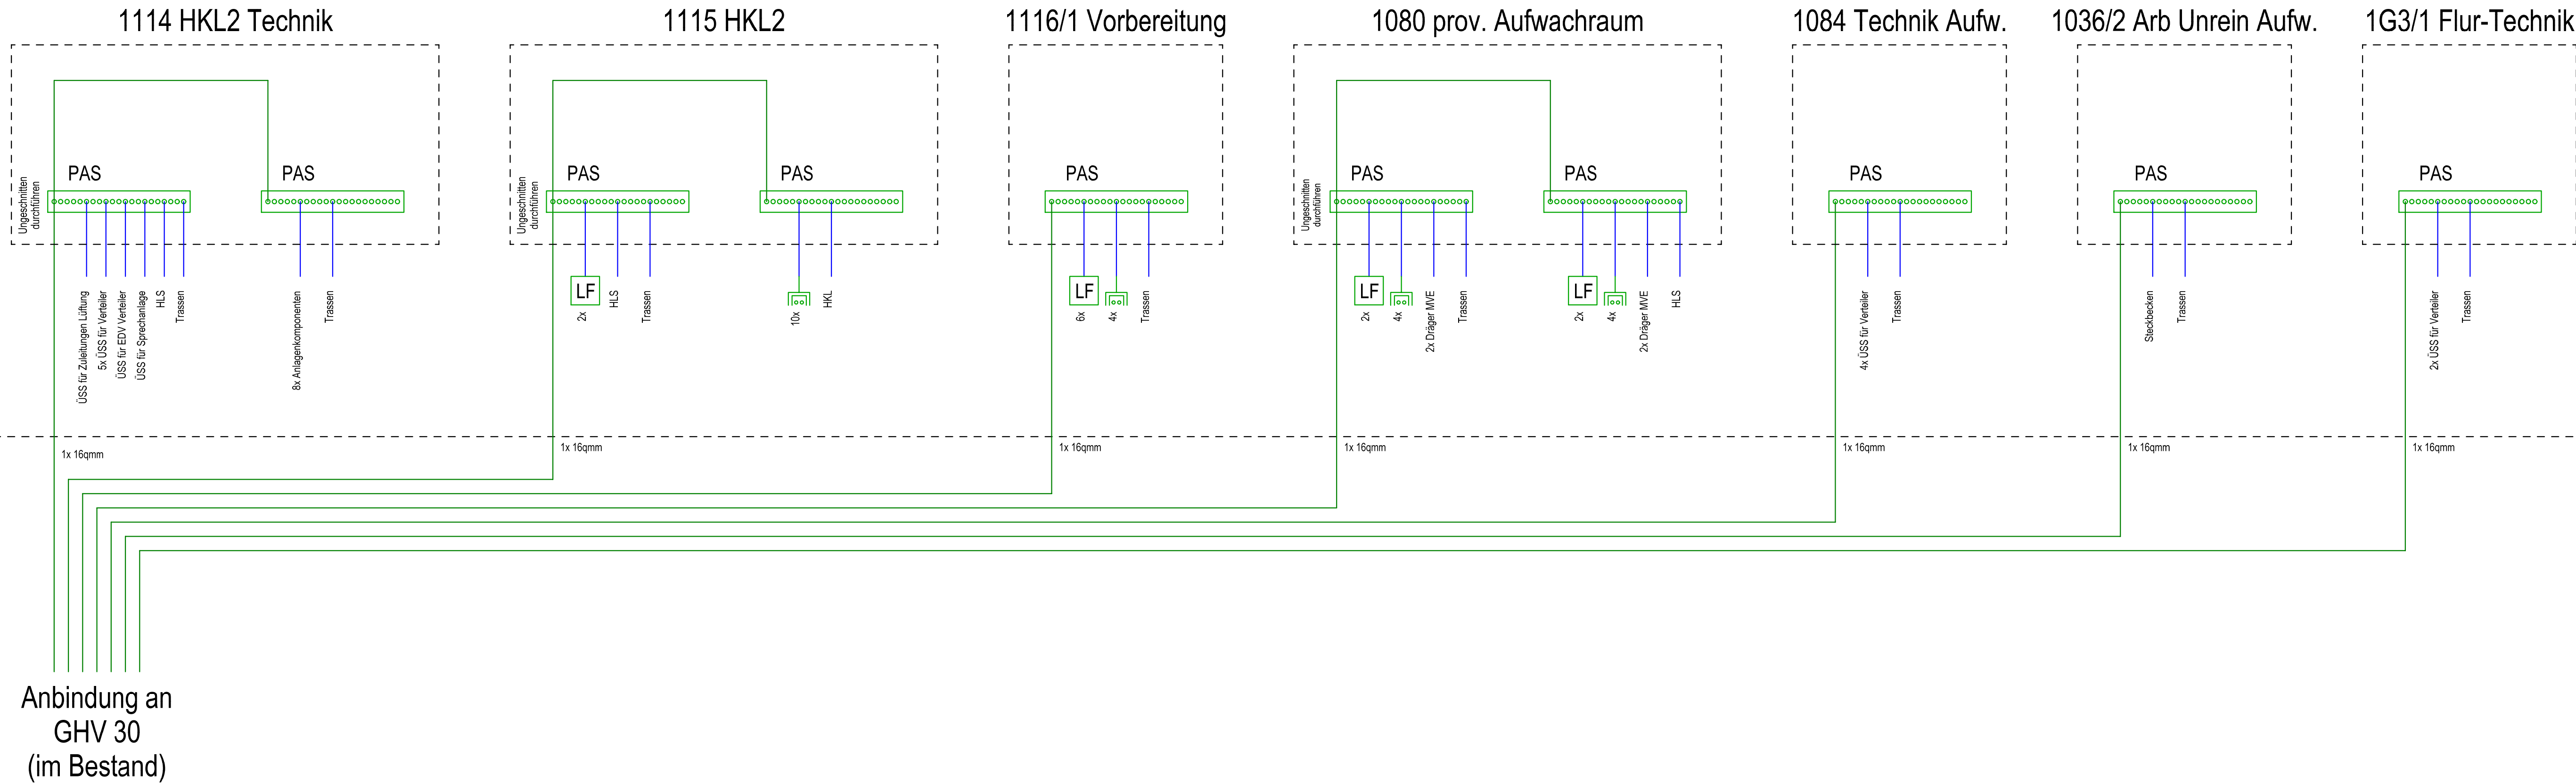 1114 HKL2 Technik
1115 HKL2
1116/1 Vorbereitung
1080 prov. Aufwachraum
1084 Technik Aufw.
1036/2 Arb Unrein Aufw.
1G3/1 Flur-Technik
Ungeschnitten
durchführen
PAS
PAS
Ungeschnitten
durchführen
PAS
PAS
PAS
Ungeschnitten
durchführen
PAS
PAS
PAS
PAS
PAS
ÜSS für Zuleitungen Lüftung
5x ÜSS für Verteiler
ÜSS für EDV Verteiler
ÜSS für Sprechanlage
HLS
Trassen
8x Anlagenkomponenten
Trassen
LF
2x
HLS
Trassen
10x
HKL
LF
6x
4x
Trassen
LF
2x
4x
2x Dräger MVE
Trassen
LF
2x
4x
2x Dräger MVE
HLS
4x ÜSS für Verteiler
Trassen
Steckbecken
Trassen
2x ÜSS für Verteiler
Trassen
1x 16qmm
1x 16qmm
1x 16qmm
1x 16qmm
1x 16qmm
1x 16qmm
1x 16qmm
Anbindung an
GHV 30
(im Bestand)